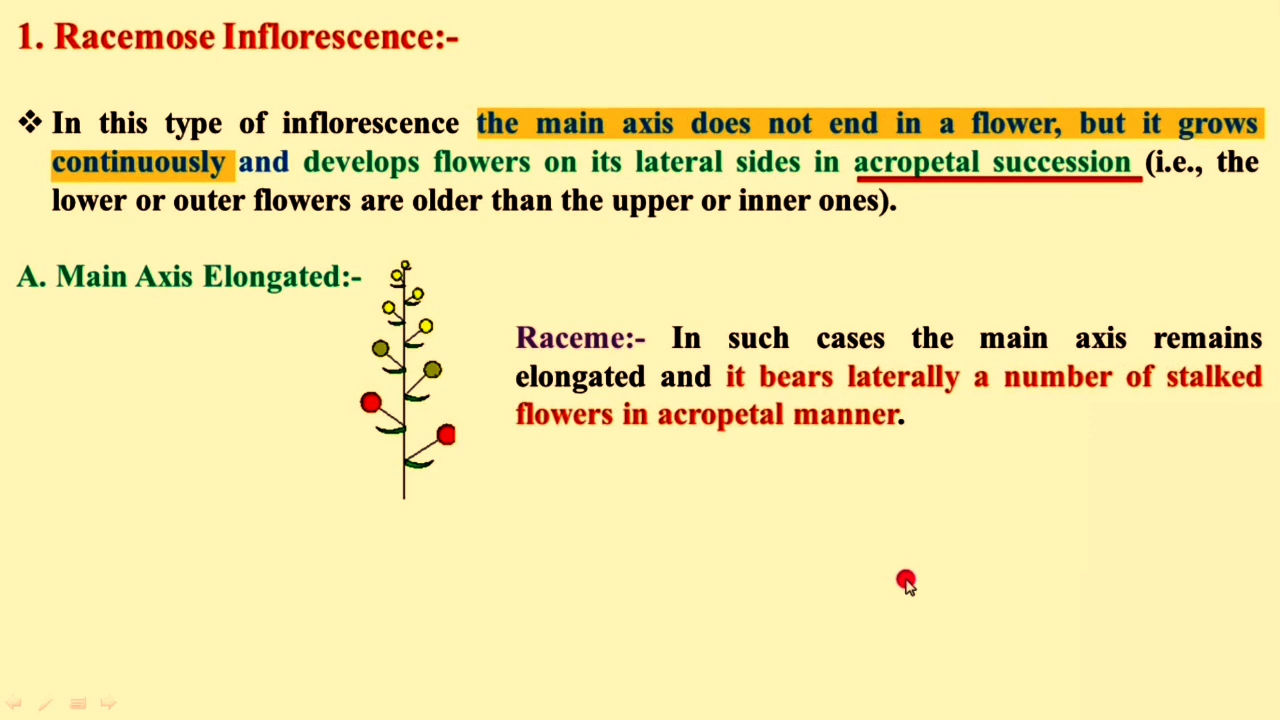 1. Racemose Inflorescence:-
❖ In this type of inflorescence the main axis does not end in a flower, but it grows
continuously and develops flowers on its lateral sides in acropetal succession (i.e., the
lower or outer flowers are older than the upper or inner ones).
A. Main Axis Elongated:-
Raceme:- In such cases the main axis remains
elongated and it bears laterally a number of stalked
flowers in acropetal manner.